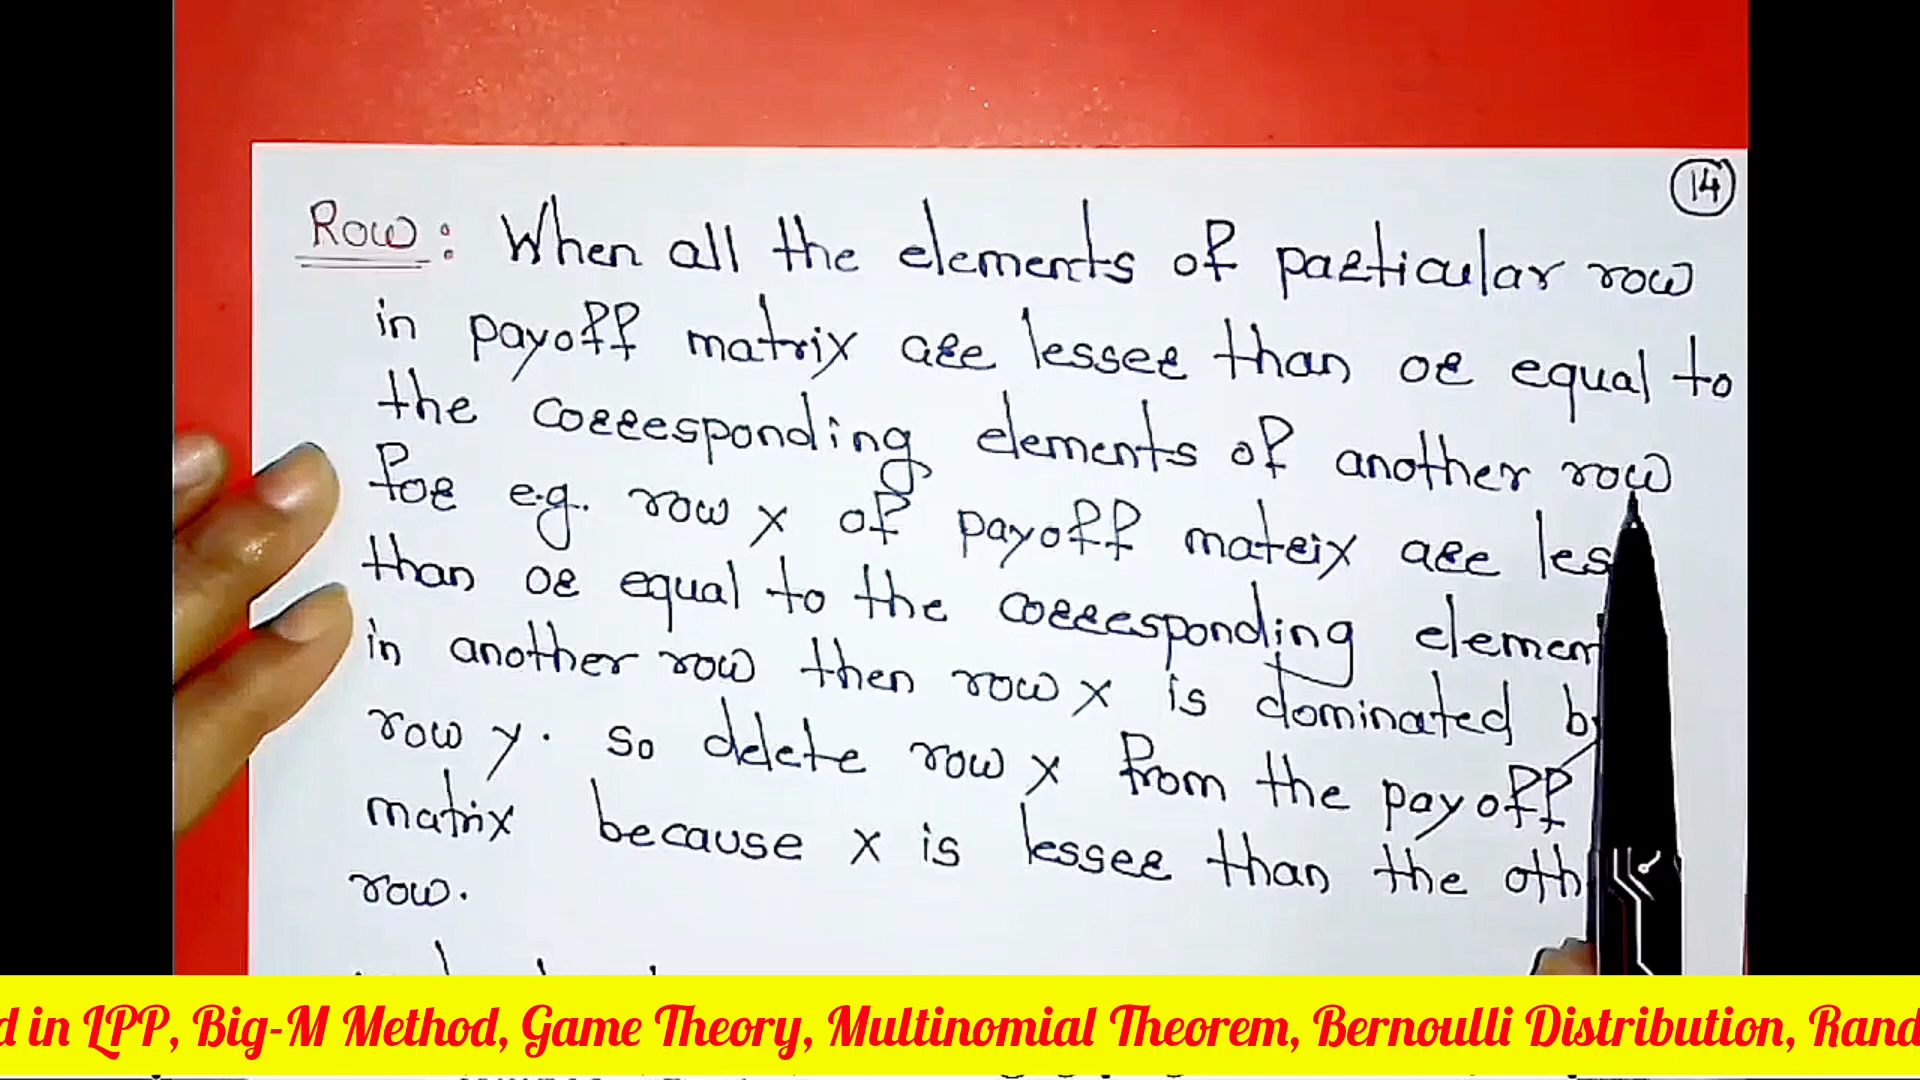 14
Row: When all the elements of particular row
in payoff matrix are lesser than or equal to
the corresponding elements of another row
for e.g. row x of payoff matrix are les
than or equal to the corresponding elemen
in another row then row x is dominated b
row y. so delete row x from the payoff
matrix because x is lesser than the oth
row.
d in LPP, Big-M Method, Game Theory, Multinomial Theorem, Bernoulli Distribution, Rand